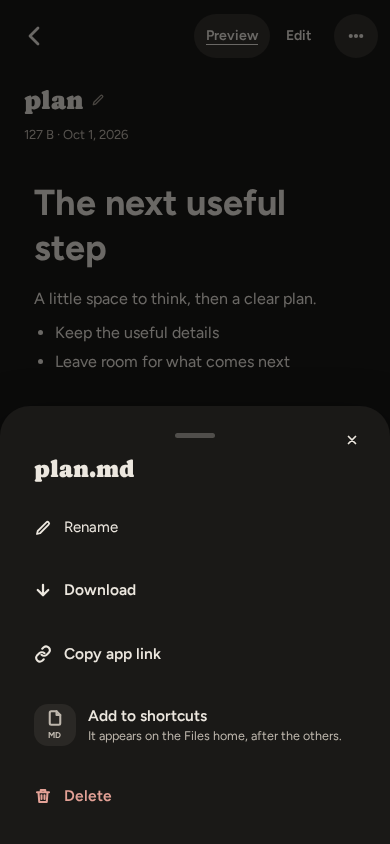 Preview Edit
plan
127 B · Oct 1, 2026
The next useful
step
A little space to think, then a clear plan.
• Keep the useful details
• Leave room for what comes next
plan.md
Rename
Download
Copy app link
MD
Add to shortcuts
It appears on the Files home, after the others.
Delete